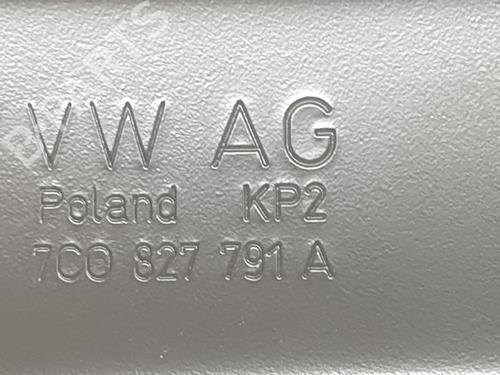 VW AG
Poland KP2
7C0 827 791 A